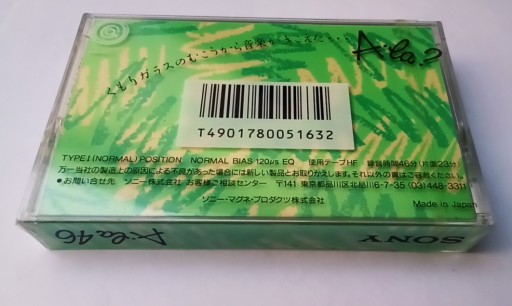 くもりガラスのむこうから音楽がきこえた…
A:la?
T4901780051632
TYPE I (NORMAL) POSITION NORMAL BIAS 120μs EQ 使用テープHF 録音時間46分(片面23分)
万一当社の製造上の原因による不良があった場合には新しい製品とお取りかえします。それ以外の責はご容赦ください。
●お問い合せ先 ソニー株式会社 お客様ご相談センター 〒141 東京都品川区北品川6-7-35 (03)448-3311
ソニー・マグネ・プロダクツ株式会社
Made in Japan
A:la 46
SONY